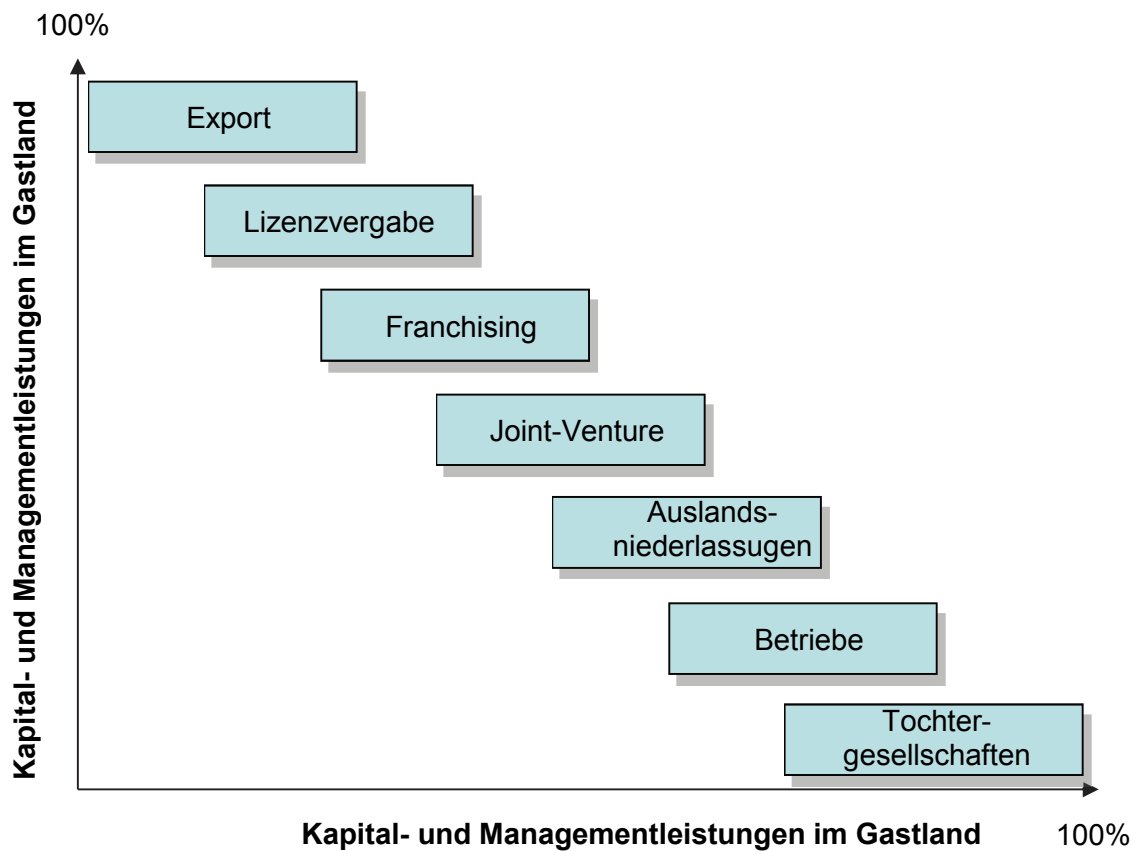 100%
Kapital- und Managementleistungen im Gastland
Export
Lizenzvergabe
Franchising
Joint-Venture
Auslands-
niederlassugen
Betriebe
Tochter-
gesellschaften
Kapital- und Managementleistungen im Gastland
100%